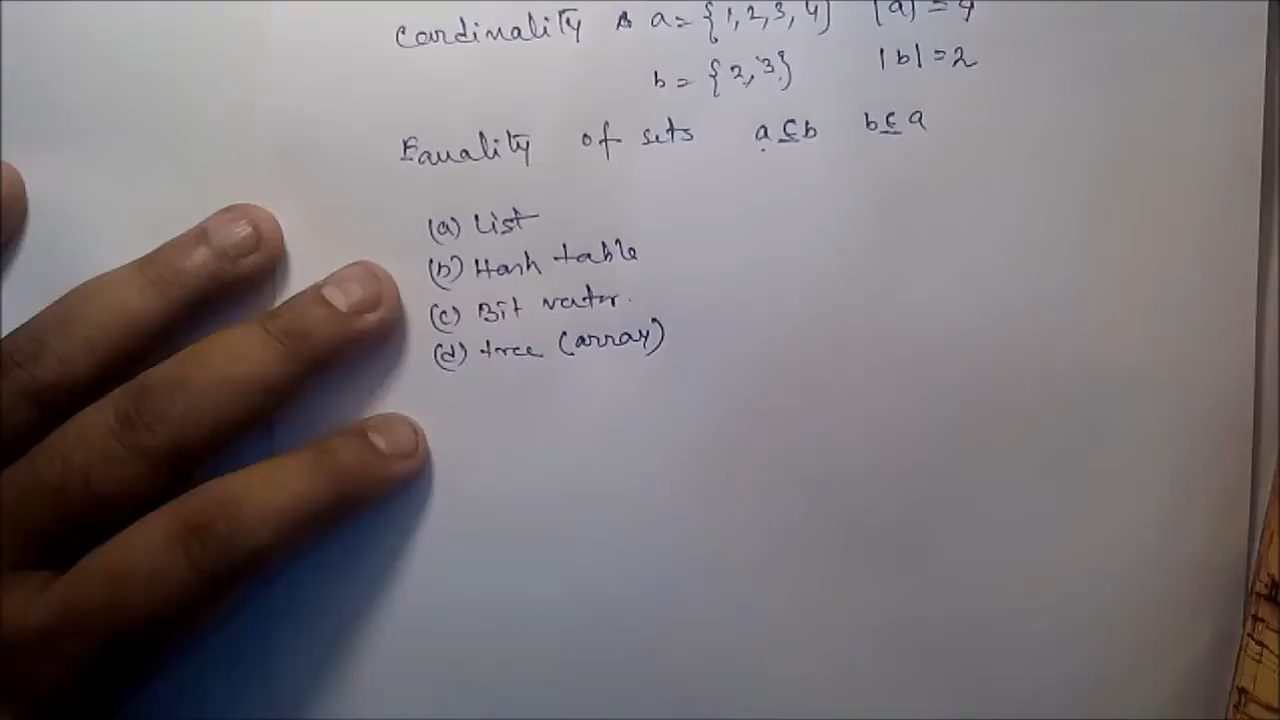 cardinality a = {1, 2, 3, 4} |a| = 4
b = {2, 3} |b| = 2
Equality of sets a ⊆ b b ⊆ a
(a) List
(b) Hash table
(c) Bit vector.
(d) tree (array)